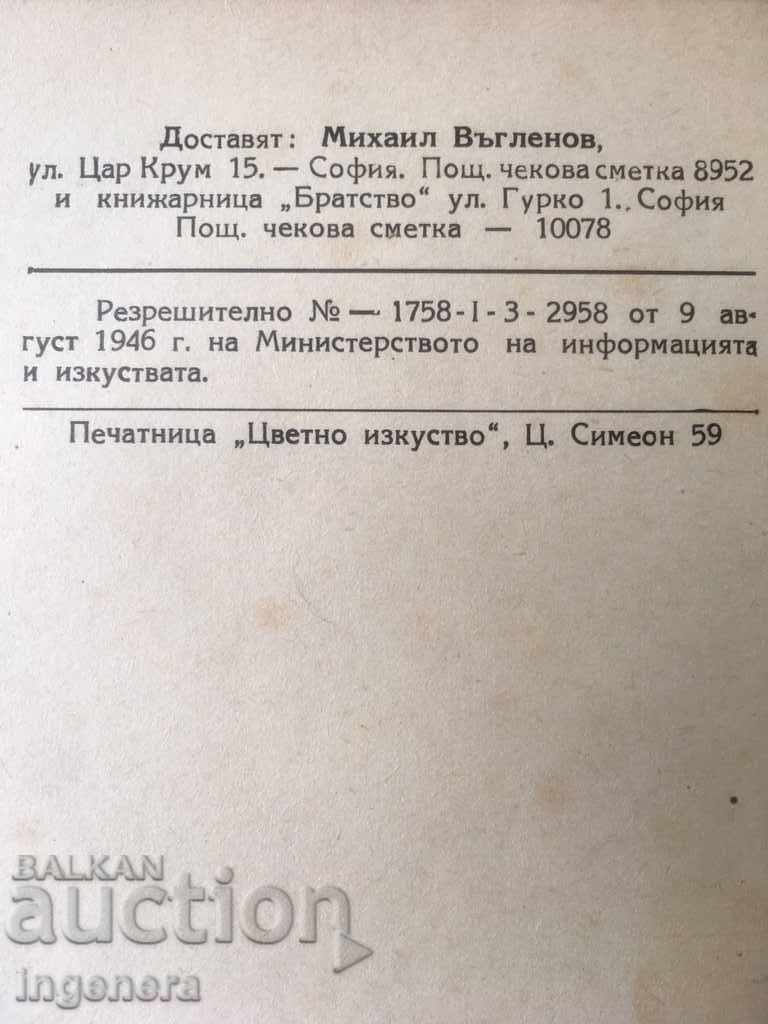 Доставят: Михаил Въгленов,
ул. Цар Крум 15. — София. Пощ. чекова сметка 8952
и книжарница „Братство“ ул. Гурко 1., София
Пощ. чекова сметка — 10078
Резрешително № — 1758-I-3-2958 от 9 ав-
густ 1946 г. на Министерството на информацията
и изкуствата.
Печатница „Цветно изкуство“, Ц. Симеон 59
BALKAN
auction
ingenera